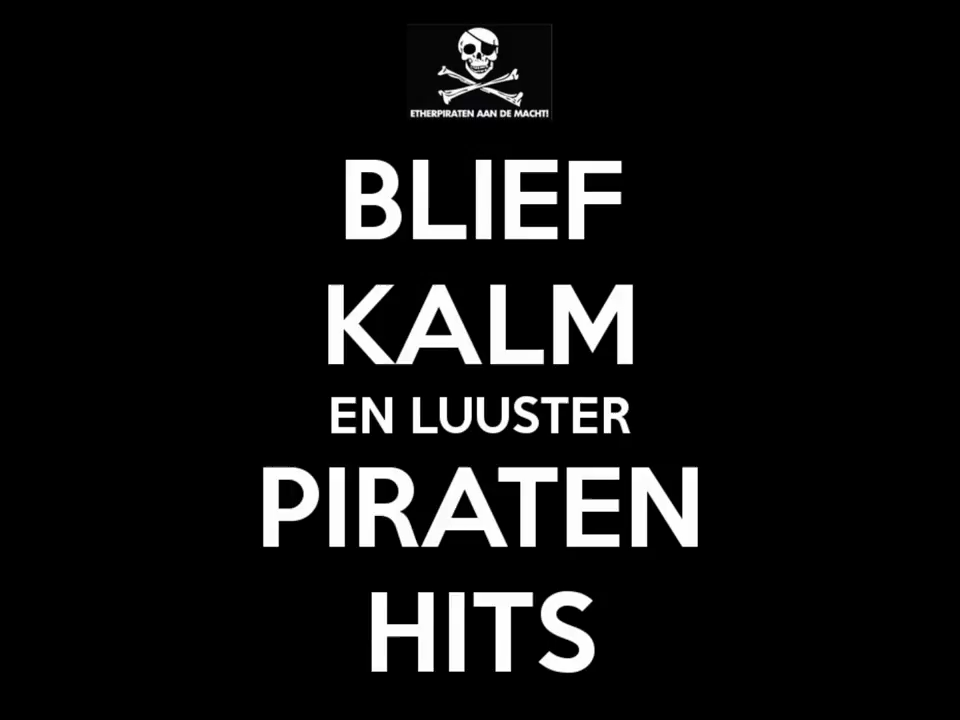 ETHERPIRATEN AAN DE MACHT!
BLIEF
KALM
EN LUUSTER
PIRATEN
HITS